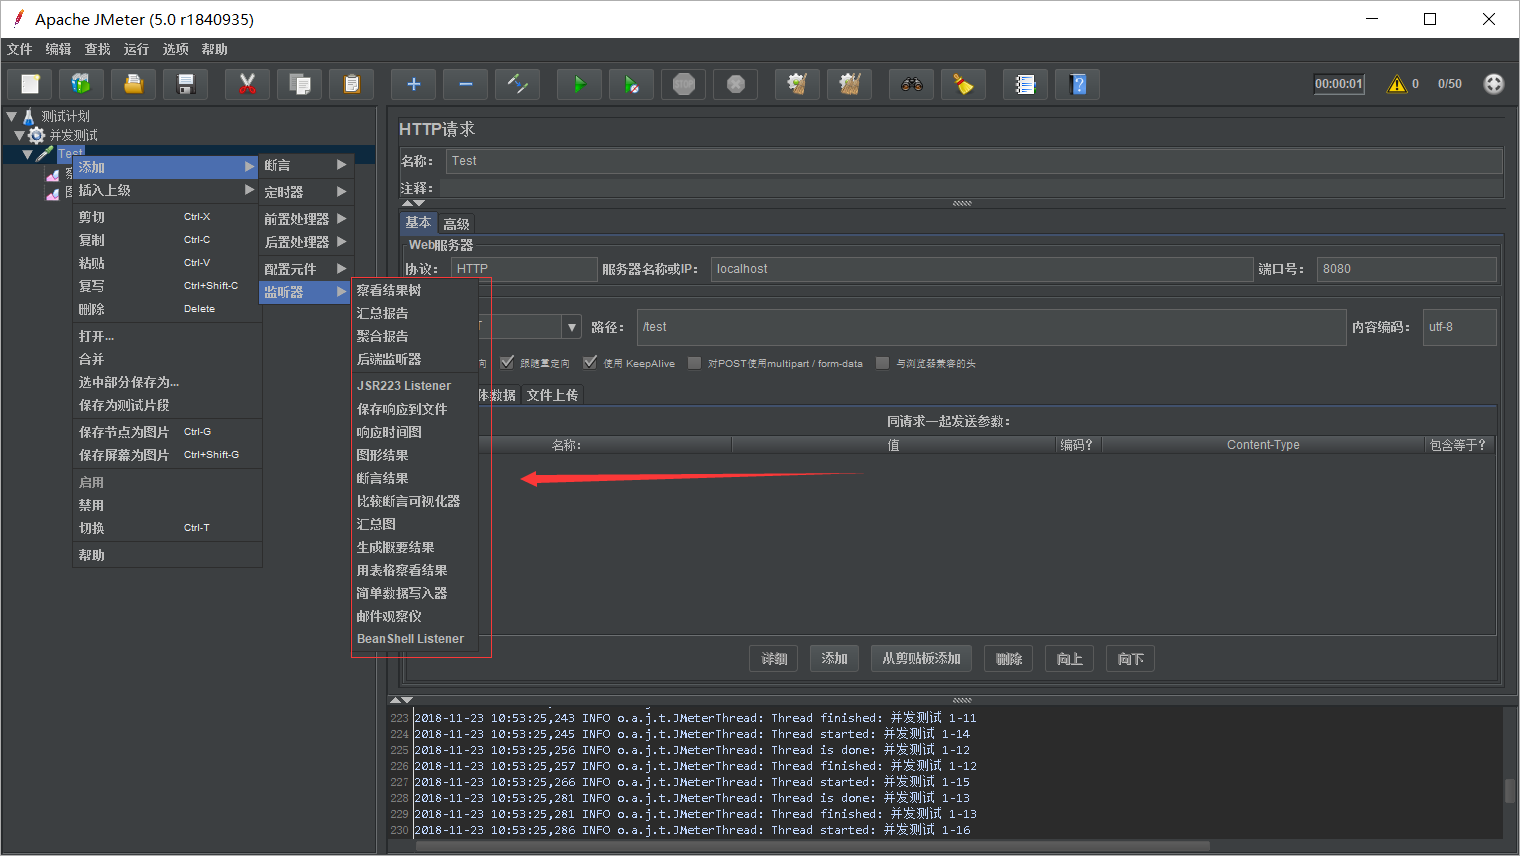 Apache JMeter (5.0 r1840935)
文件 编辑 查找 运行 选项 帮助
00:00:01 0 0/50
测试计划
并发测试
Test
添加
插入上级
剪切 Ctrl-X
复制 Ctrl-C
粘贴 Ctrl-V
复写 Ctrl+Shift-C
删除 Delete
打开...
合并
选中部分保存为...
保存为测试片段
保存节点为图片 Ctrl-G
保存屏幕为图片 Ctrl+Shift-G
启用
禁用
切换 Ctrl-T
帮助
断言
定时器
前置处理器
后置处理器
配置元件
监听器
察看结果树
汇总报告
聚合报告
后端监听器
JSR223 Listener
保存响应到文件
响应时间图
图形结果
断言结果
比较断言可视化器
汇总图
生成概要结果
用表格察看结果
简单数据写入器
邮件观察仪
BeanShell Listener
HTTP请求
名称： Test
注释：
基本 高级
Web服务器
协议： HTTP 服务器名称或IP： localhost 端口号： 8080
T 路径： /test 内容编码： utf-8
向 跟随重定向 使用 KeepAlive 对POST使用multipart / form-data 与浏览器兼容的头
体数据 文件上传
同请求一起发送参数：
名称： 值 编码？ Content-Type 包含等于？
详细 添加 从剪贴板添加 删除 向上 向下
223 2018-11-23 10:53:25,243 INFO o.a.j.t.JMeterThread: Thread finished: 并发测试 1-11
224 2018-11-23 10:53:25,245 INFO o.a.j.t.JMeterThread: Thread started: 并发测试 1-14
225 2018-11-23 10:53:25,256 INFO o.a.j.t.JMeterThread: Thread is done: 并发测试 1-12
226 2018-11-23 10:53:25,257 INFO o.a.j.t.JMeterThread: Thread finished: 并发测试 1-12
227 2018-11-23 10:53:25,266 INFO o.a.j.t.JMeterThread: Thread started: 并发测试 1-15
228 2018-11-23 10:53:25,281 INFO o.a.j.t.JMeterThread: Thread is done: 并发测试 1-13
229 2018-11-23 10:53:25,281 INFO o.a.j.t.JMeterThread: Thread finished: 并发测试 1-13
230 2018-11-23 10:53:25,286 INFO o.a.j.t.JMeterThread: Thread started: 并发测试 1-16